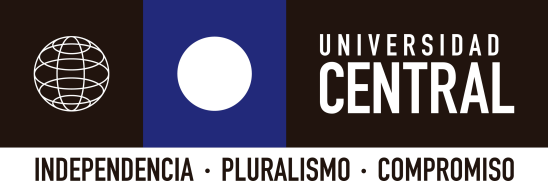 UNIVERSIDAD
CENTRAL
INDEPENDENCIA · PLURALISMO · COMPROMISO